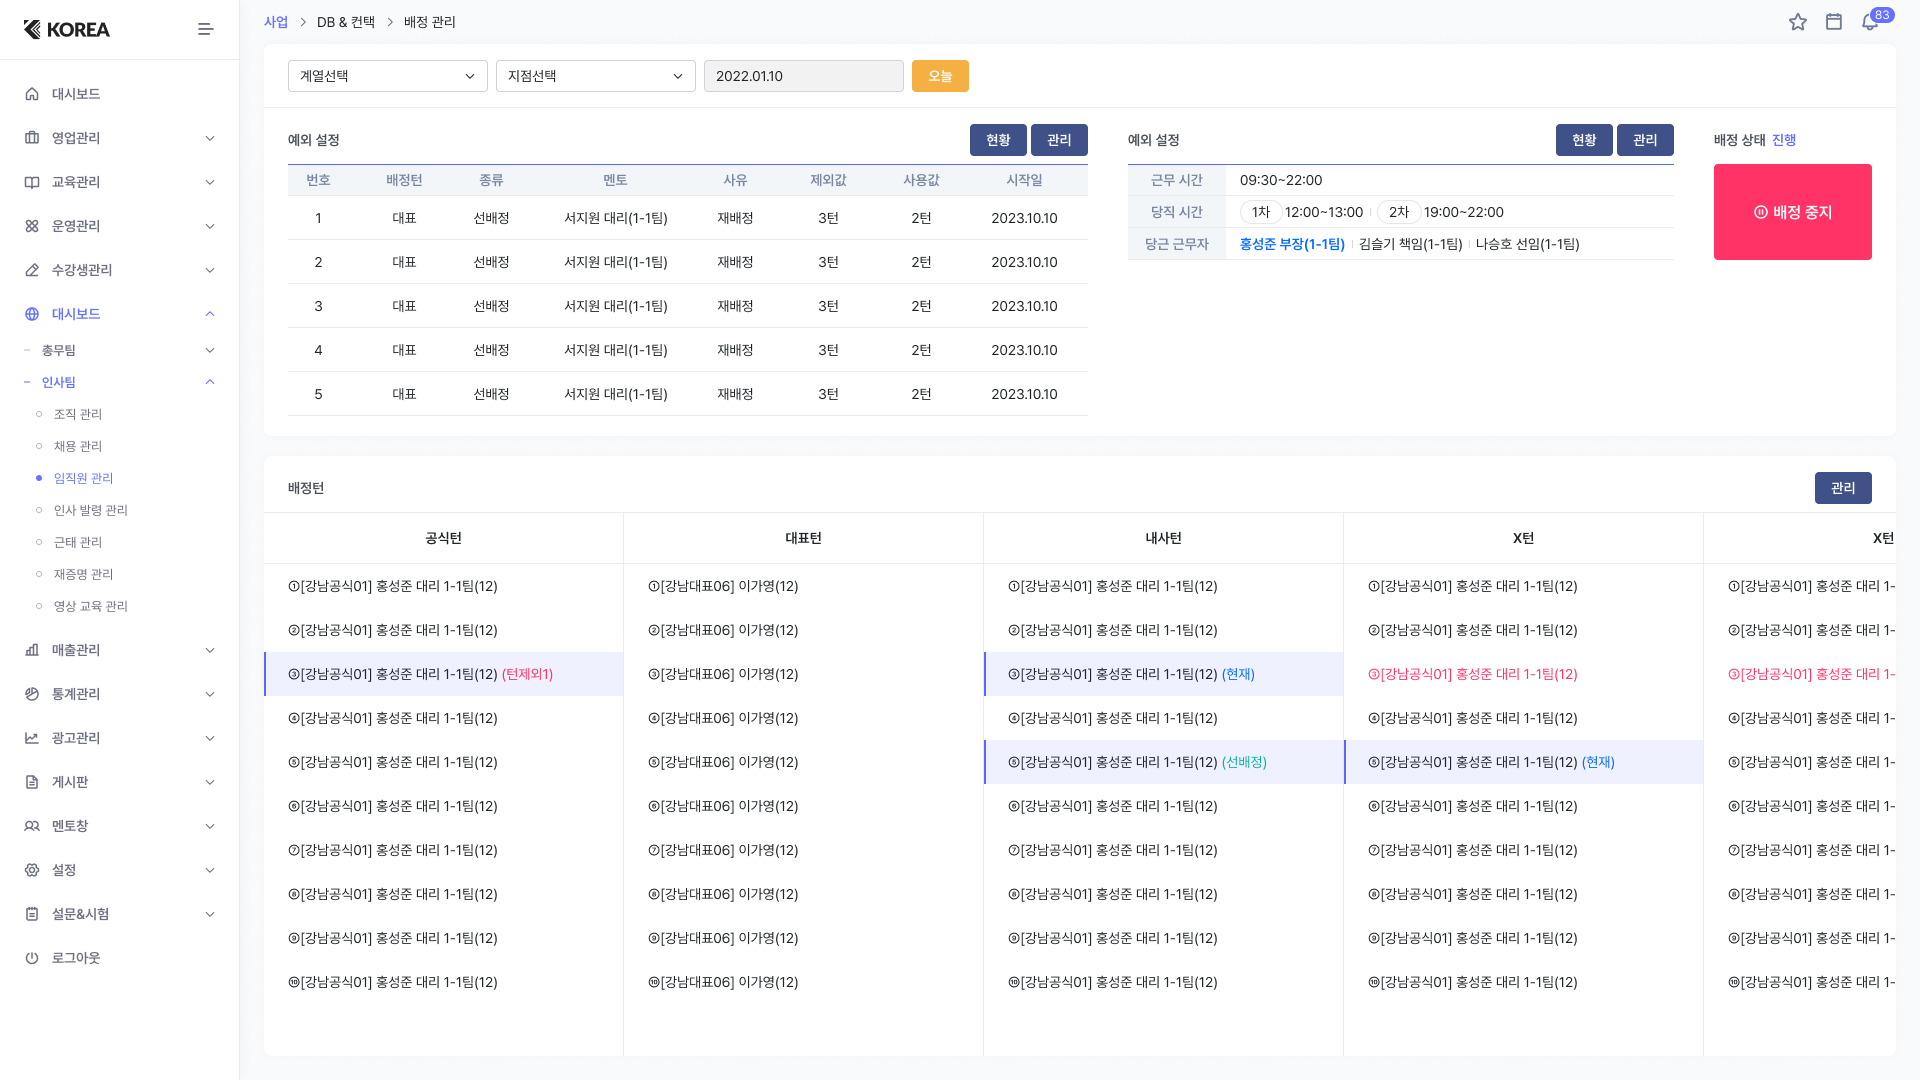 KOREA
사업 > DB & 컨택 > 배정 관리
83
대시보드
영업관리
교육관리
운영관리
수강생관리
대시보드
총무팀
인사팀
조직 관리
채용 관리
임직원 관리
인사 발령 관리
근태 관리
재증명 관리
영상 교육 관리
매출관리
통계관리
광고관리
게시판
멘토창
설정
설문&시험
로그아웃
계열선택 지점선택 2022.01.10 오늘
예외 설정 현황 관리
번호 배정턴 종류 멘토 사유 제외값 사용값 시작일
1 대표 선배정 서지원 대리(1-1팀) 재배정 3턴 2턴 2023.10.10
2 대표 선배정 서지원 대리(1-1팀) 재배정 3턴 2턴 2023.10.10
3 대표 선배정 서지원 대리(1-1팀) 재배정 3턴 2턴 2023.10.10
4 대표 선배정 서지원 대리(1-1팀) 재배정 3턴 2턴 2023.10.10
5 대표 선배정 서지원 대리(1-1팀) 재배정 3턴 2턴 2023.10.10
예외 설정 현황 관리
근무 시간 09:30~22:00
당직 시간 1차 12:00~13:00 2차 19:00~22:00
당근 근무자 홍성준 부장(1-1팀) 김슬기 책임(1-1팀) 나승호 선임(1-1팀)
배정 상태 진행
배정 중지
배정턴 관리
공식턴 대표턴 내사턴 X턴 X턴
①[강남공식01] 홍성준 대리 1-1팀(12) ①[강남대표06] 이가영(12) ①[강남공식01] 홍성준 대리 1-1팀(12) ①[강남공식01] 홍성준 대리 1-1팀(12) ①[강남공식01] 홍성준 대리 1-
②[강남공식01] 홍성준 대리 1-1팀(12) ②[강남대표06] 이가영(12) ②[강남공식01] 홍성준 대리 1-1팀(12) ②[강남공식01] 홍성준 대리 1-1팀(12) ②[강남공식01] 홍성준 대리 1-
③[강남공식01] 홍성준 대리 1-1팀(12) (턴제외1) ③[강남대표06] 이가영(12) ③[강남공식01] 홍성준 대리 1-1팀(12) (현재) ③[강남공식01] 홍성준 대리 1-1팀(12) ③[강남공식01] 홍성준 대리 1-
④[강남공식01] 홍성준 대리 1-1팀(12) ④[강남대표06] 이가영(12) ④[강남공식01] 홍성준 대리 1-1팀(12) ④[강남공식01] 홍성준 대리 1-1팀(12) ④[강남공식01] 홍성준 대리 1-
⑤[강남공식01] 홍성준 대리 1-1팀(12) ⑤[강남대표06] 이가영(12) ⑤[강남공식01] 홍성준 대리 1-1팀(12) (선배정) ⑤[강남공식01] 홍성준 대리 1-1팀(12) (현재) ⑤[강남공식01] 홍성준 대리 1-
⑥[강남공식01] 홍성준 대리 1-1팀(12) ⑥[강남대표06] 이가영(12) ⑥[강남공식01] 홍성준 대리 1-1팀(12) ⑥[강남공식01] 홍성준 대리 1-1팀(12) ⑥[강남공식01] 홍성준 대리 1-
⑦[강남공식01] 홍성준 대리 1-1팀(12) ⑦[강남대표06] 이가영(12) ⑦[강남공식01] 홍성준 대리 1-1팀(12) ⑦[강남공식01] 홍성준 대리 1-1팀(12) ⑦[강남공식01] 홍성준 대리 1-
⑧[강남공식01] 홍성준 대리 1-1팀(12) ⑧[강남대표06] 이가영(12) ⑧[강남공식01] 홍성준 대리 1-1팀(12) ⑧[강남공식01] 홍성준 대리 1-1팀(12) ⑧[강남공식01] 홍성준 대리 1-
⑨[강남공식01] 홍성준 대리 1-1팀(12) ⑨[강남대표06] 이가영(12) ⑨[강남공식01] 홍성준 대리 1-1팀(12) ⑨[강남공식01] 홍성준 대리 1-1팀(12) ⑨[강남공식01] 홍성준 대리 1-
⑩[강남공식01] 홍성준 대리 1-1팀(12) ⑩[강남대표06] 이가영(12) ⑩[강남공식01] 홍성준 대리 1-1팀(12) ⑩[강남공식01] 홍성준 대리 1-1팀(12) ⑩[강남공식01] 홍성준 대리 1-